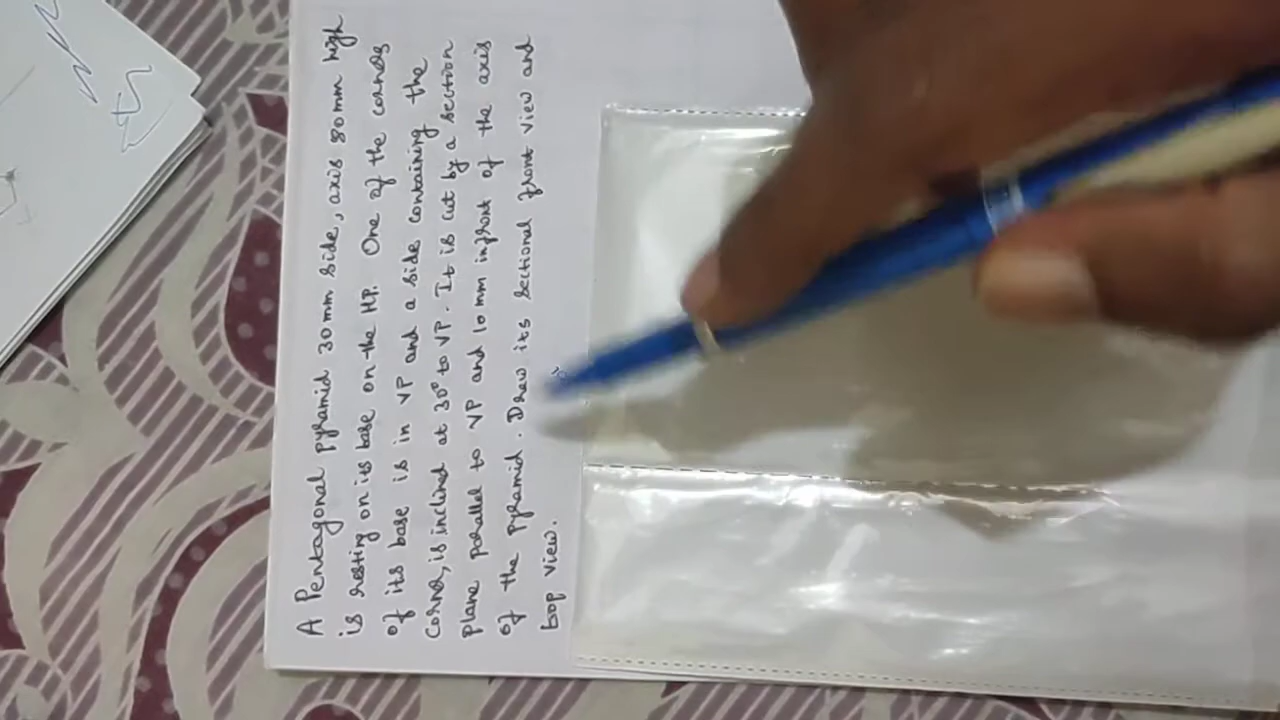 A Pentagonal pyramid 30mm side, axis 80mm high
is resting on its base on the HP. One of the corners
of its base is in VP and a side containing the
corner, is inclined at 30° to VP. It is cut by a section
plane parallel to VP and 10mm infront of the axis
of the pyramid. Draw its sectional front view and
top view.